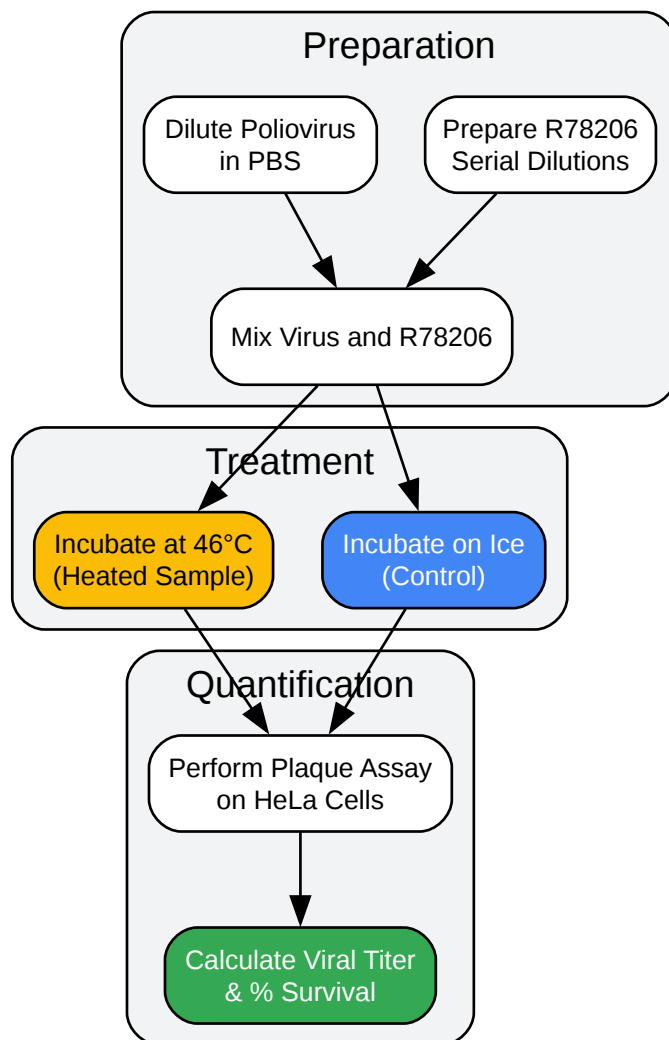 Preparation
Dilute Poliovirus
in PBS
Prepare R78206
Serial Dilutions
Mix Virus and R78206
Treatment
Incubate at 46°C
(Heated Sample)
Incubate on Ice
(Control)
Quantification
Perform Plaque Assay
on HeLa Cells
Calculate Viral Titer
& % Survival